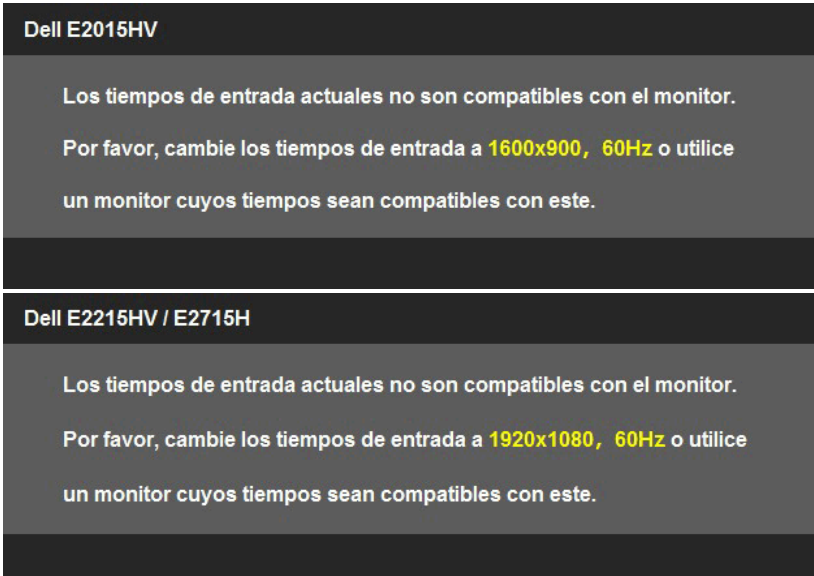 Dell E2015HV
Los tiempos de entrada actuales no son compatibles con el monitor.
Por favor, cambie los tiempos de entrada a 1600x900, 60Hz o utilice
un monitor cuyos tiempos sean compatibles con este.
Dell E2215HV / E2715H
Los tiempos de entrada actuales no son compatibles con el monitor.
Por favor, cambie los tiempos de entrada a 1920x1080, 60Hz o utilice
un monitor cuyos tiempos sean compatibles con este.